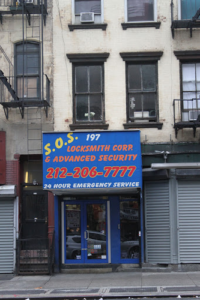 S.O.S. 197
LOCKSMITH CORP.
& ADVANCED SECURITY
212-206-7777
24 HOUR EMERGENCY SERVICE